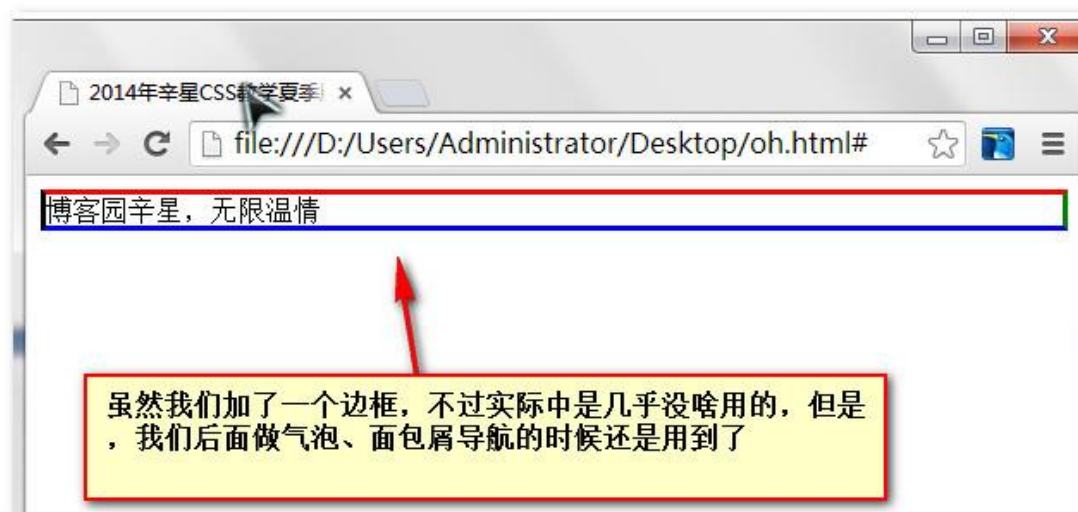 2014年辛星CSS教学夏季
file:///D:/Users/Administrator/Desktop/oh.html#
博客园辛星，无限温情
虽然我们加了一个边框，不过实际中是几乎没啥用的，但是
，我们后面做气泡、面包屑导航的时候还是用到了